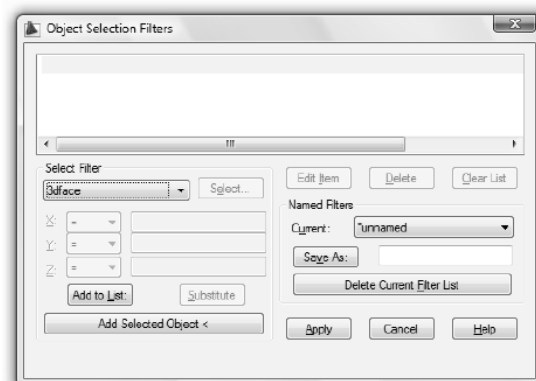 Object Selection Filters
Select Filter
3dface
Select...
X: =
Y: =
Z: =
Add to List:
Substitute
Add Selected Object <
Edit Item
Delete
Clear List
Named Filters
Current:
*unnamed
Save As:
Delete Current Filter List
Apply
Cancel
Help